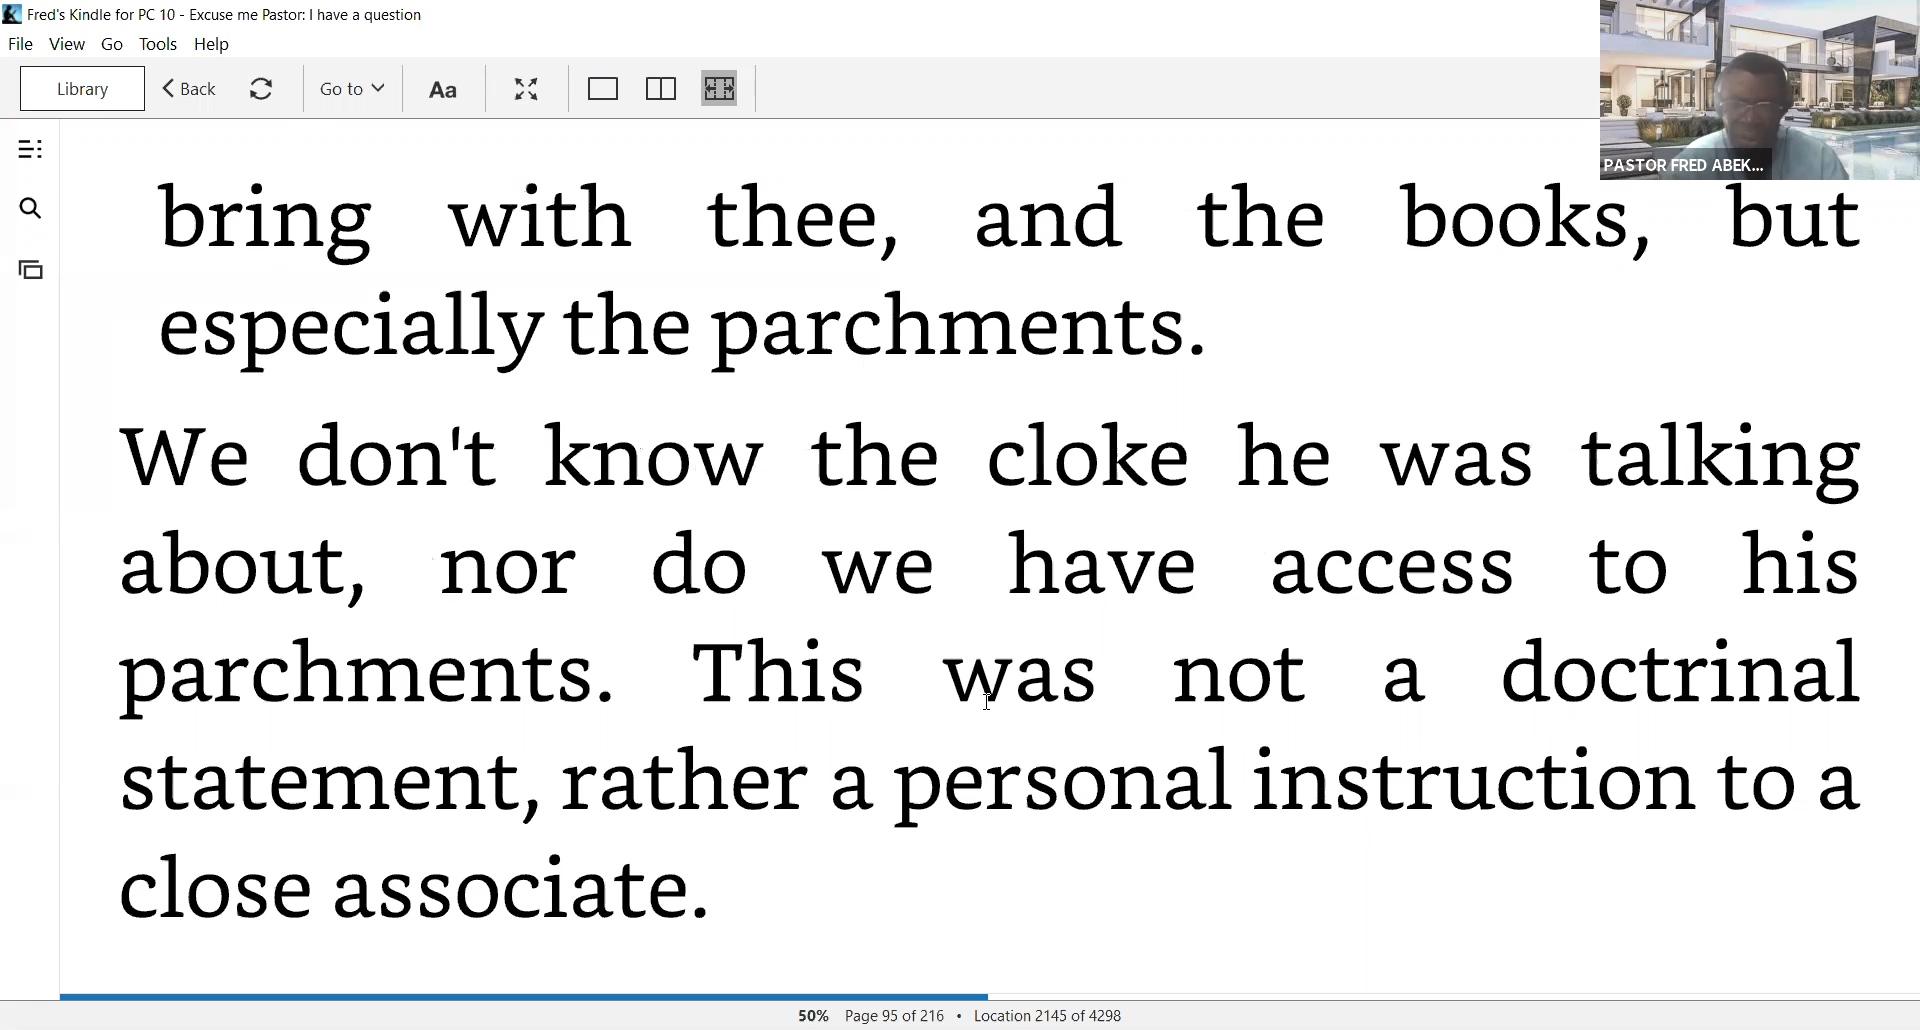 Fred's Kindle for PC 10 - Excuse me Pastor: I have a question
File View Go Tools Help
Library Back Go to Aa
PASTOR FRED ABEK...
bring with thee, and the books, but
especially the parchments.
We don't know the cloke he was talking
about, nor do we have access to his
parchments. This was not a doctrinal
statement, rather a personal instruction to a
close associate.
50% Page 95 of 216 • Location 2145 of 4298